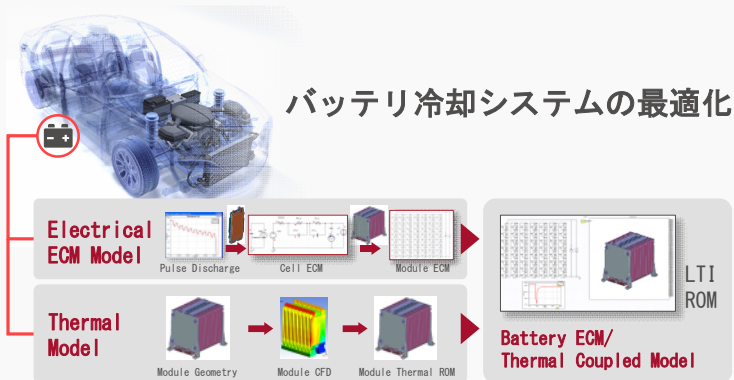 バッテリ冷却システムの最適化
Electrical
ECM Model
Pulse Discharge
Cell ECM
Module ECM
Thermal
Model
Module Geometry
Module CFD
Module Thermal ROM
LTI
ROM
Battery ECM/
Thermal Coupled Model